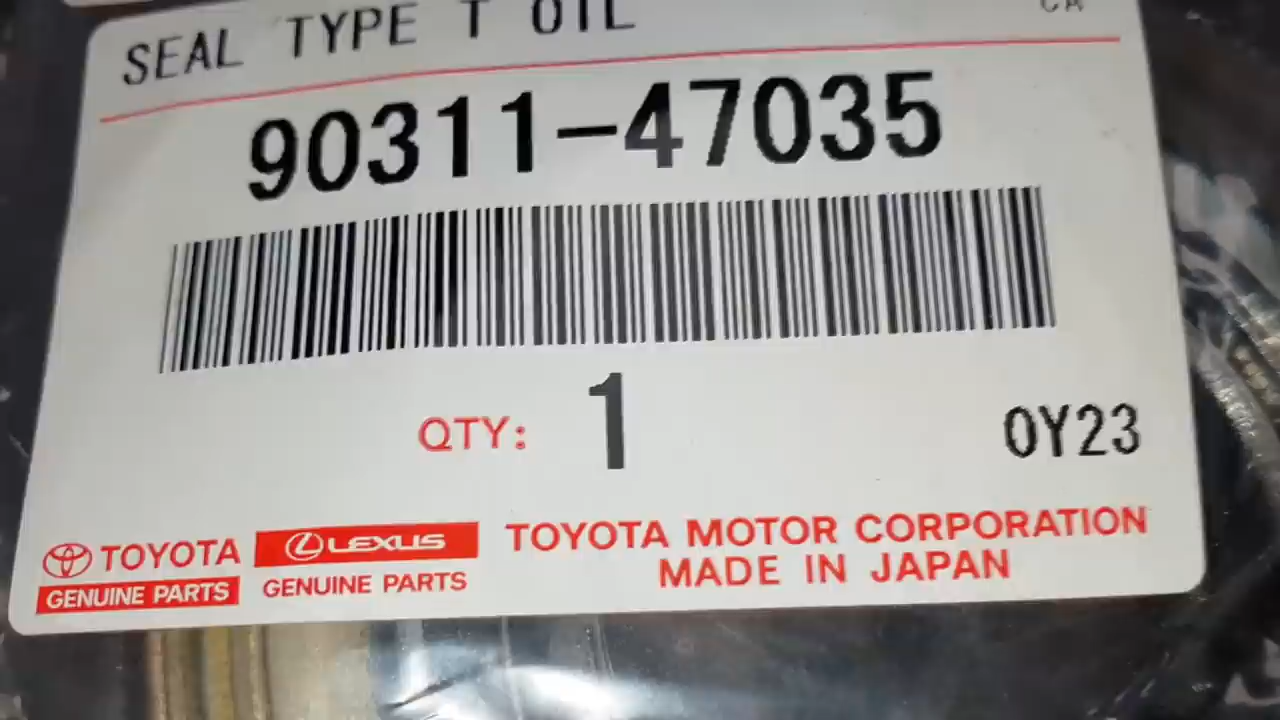 SEAL TYPE T OIL
CA
90311-47035
QTY: 1
0Y23
TOYOTA
GENUINE PARTS
LEXUS
GENUINE PARTS
TOYOTA MOTOR CORPORATION
MADE IN JAPAN